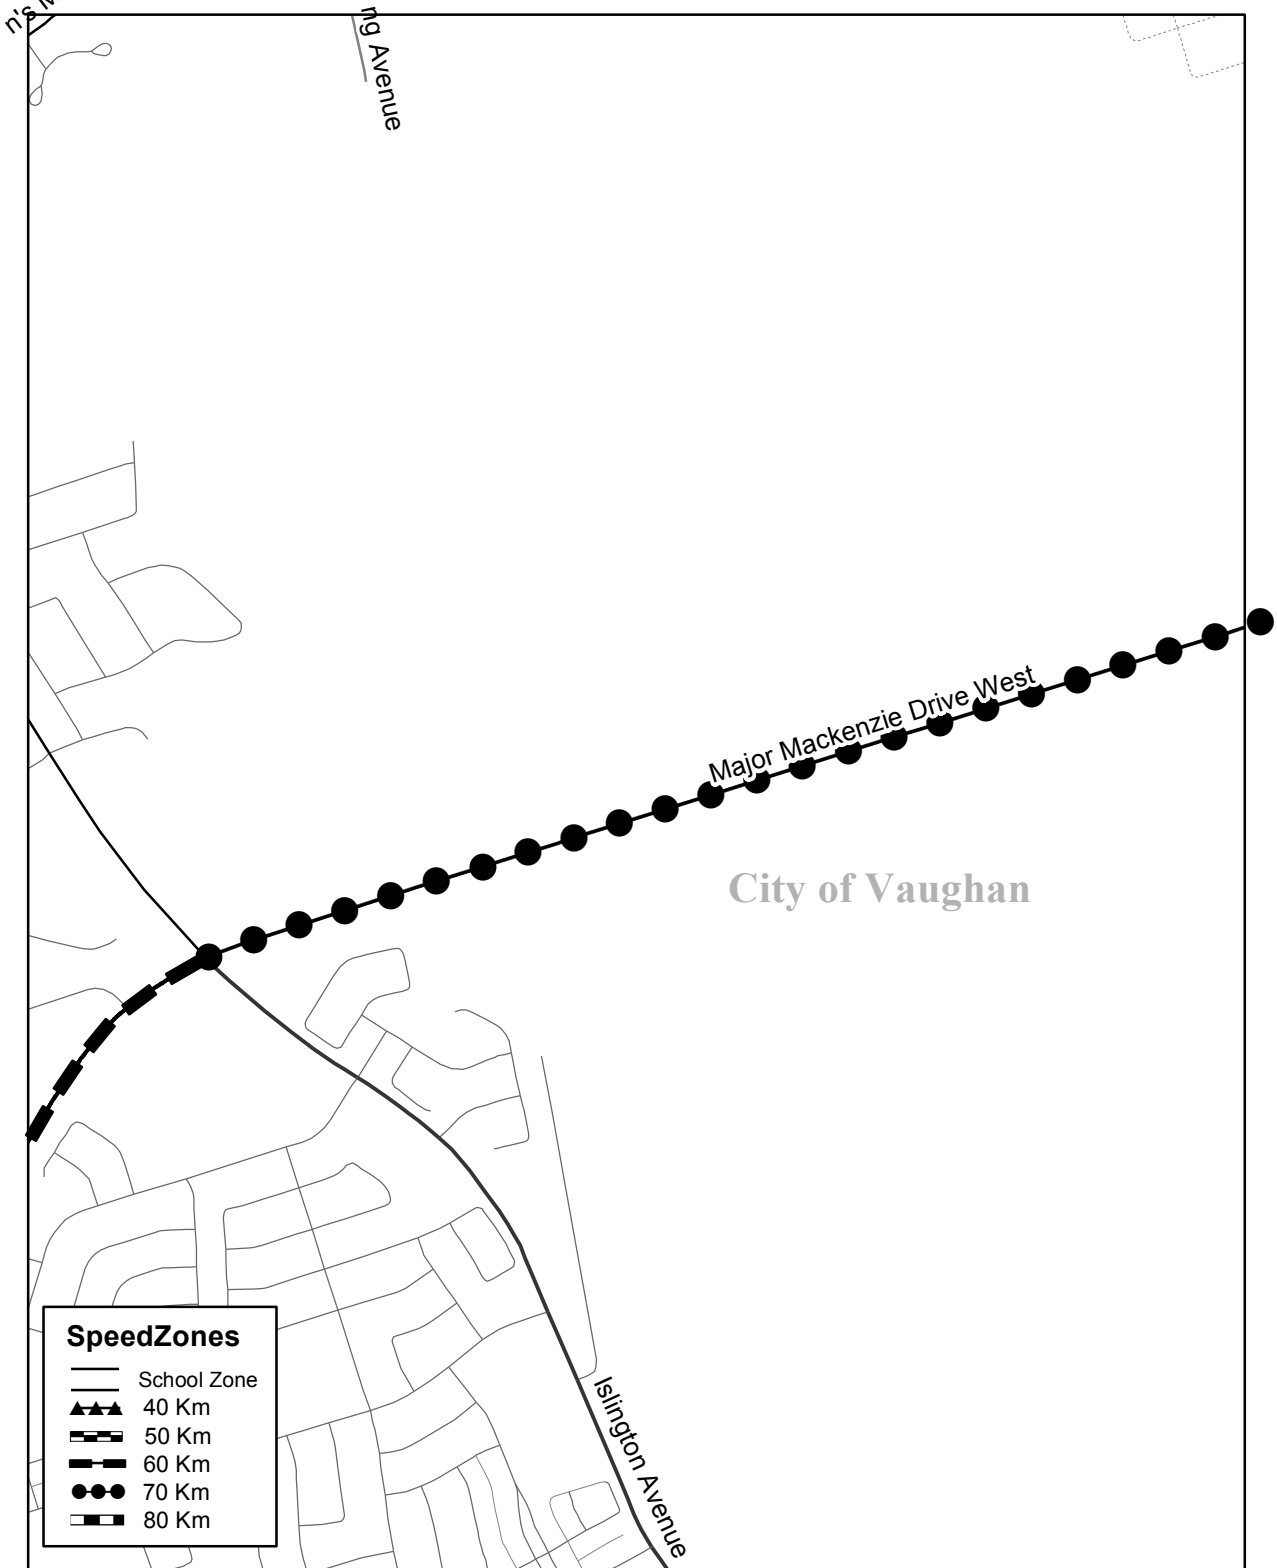 n's M
ng Avenue
Major Mackenzie Drive West
City of Vaughan
Islington Avenue
SpeedZones
School Zone
40 Km
50 Km
60 Km
70 Km
80 Km